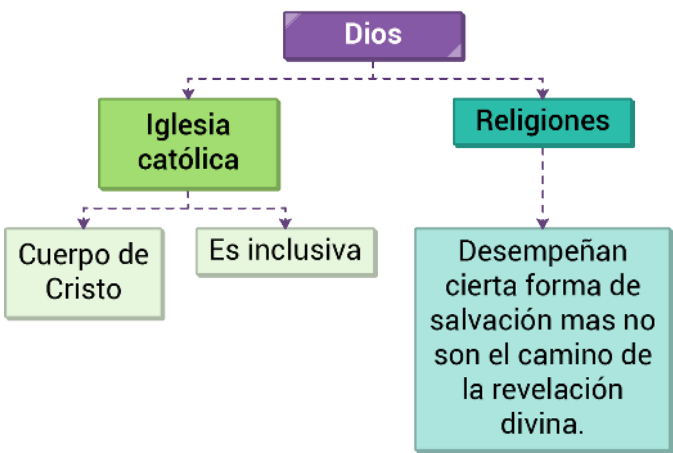 Dios
Iglesia
católica
Religiones
Cuerpo de
Cristo
Es inclusiva
Desempeñan
cierta forma de
salvación mas no
son el camino de
la revelación
divina.